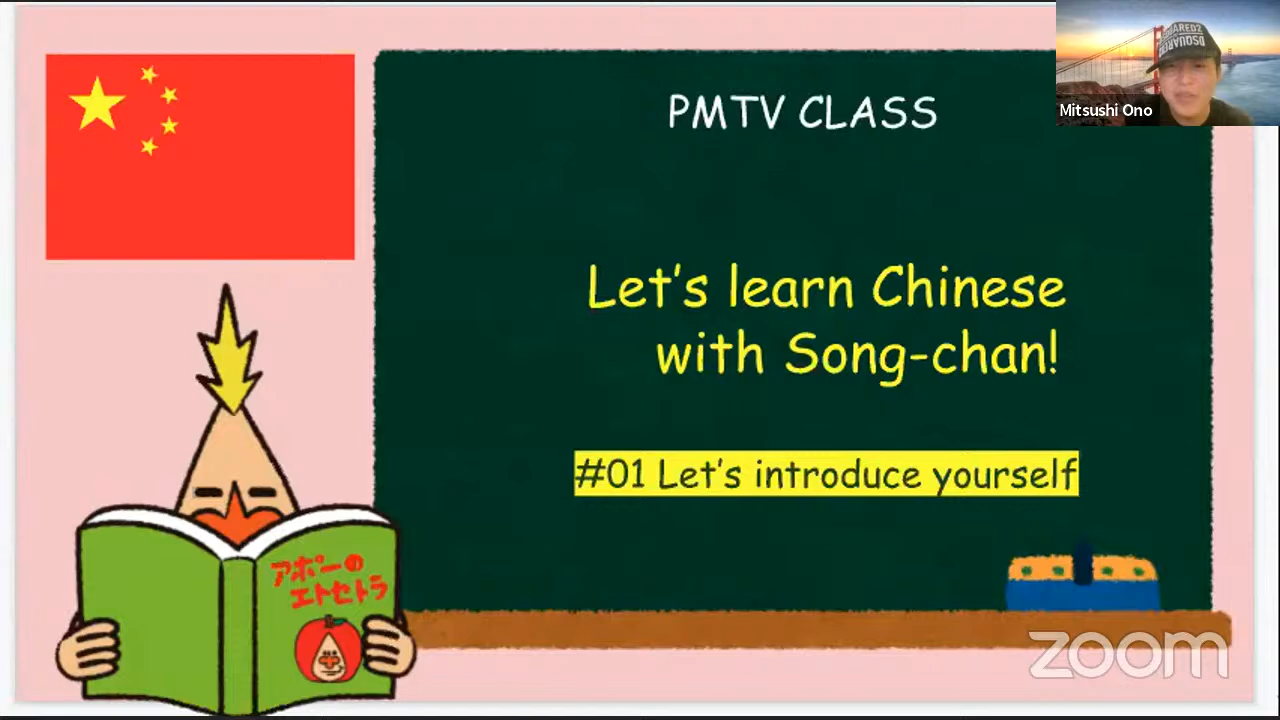 PMTV CLASS
Mitsushi Ono
Let's learn Chinese
with Song-chan!
#01 Let's introduce yourself
アポーの
エトセトラ
zoom